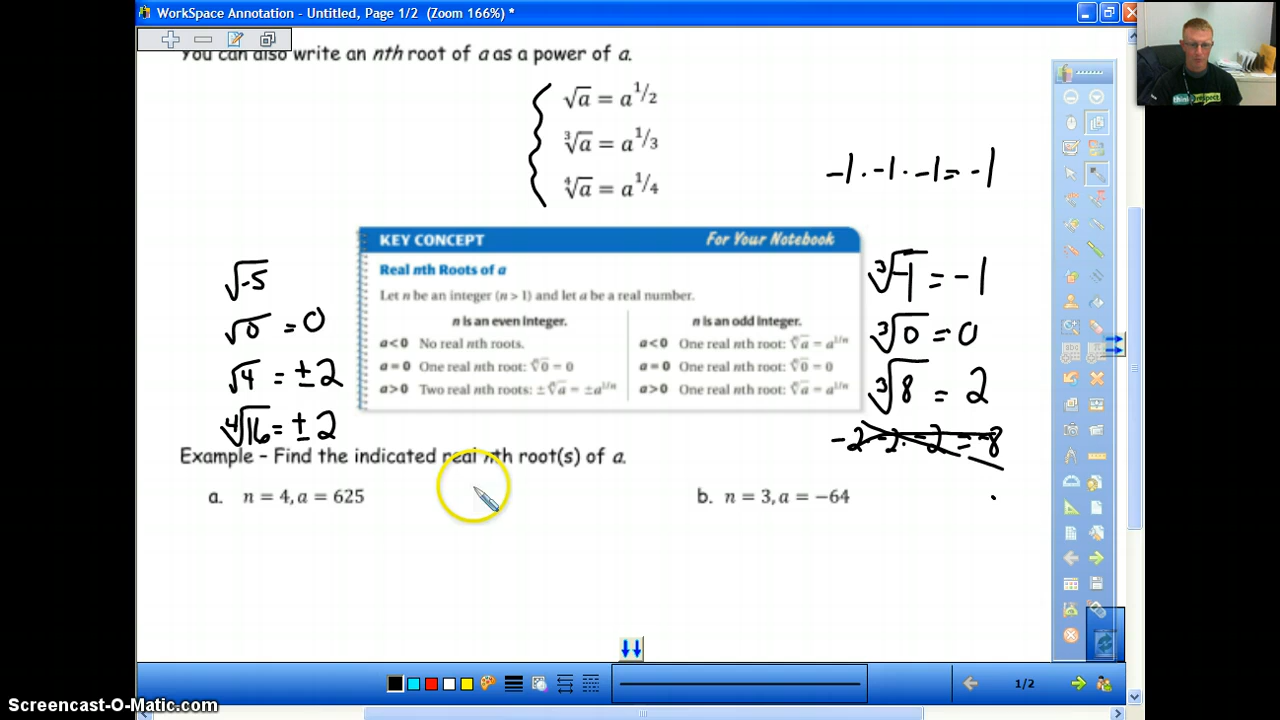 WorkSpace Annotation - Untitled, Page 1/2 (Zoom 166%) *
You can also write an nth root of a as a power of a.
√a = a^1/2
∛a = a^1/3
∜a = a^1/4
-1 · -1 · -1 = -1
KEY CONCEPT For Your Notebook
Real nth Roots of a
Let n be an integer (n > 1) and let a be a real number.
n is an even integer. n is an odd integer.
a < 0 No real nth roots. a < 0 One real nth root: ⁿ√a = a^1/n
a = 0 One real nth root: ⁿ√0 = 0 a = 0 One real nth root: ⁿ√0 = 0
a > 0 Two real nth roots: ±ⁿ√a = ±a^1/n a > 0 One real nth root: ⁿ√a = a^1/n
√-5
√0 = 0
√4 = ±2
∜16 = ±2
∛-1 = -1
∛0 = 0
∛8 = 2
-2 · -2 · -2 = -8
Example – Find the indicated real nth root(s) of a.
a. n = 4, a = 625 b. n = 3, a = −64
1/2
Screencast-O-Matic.com